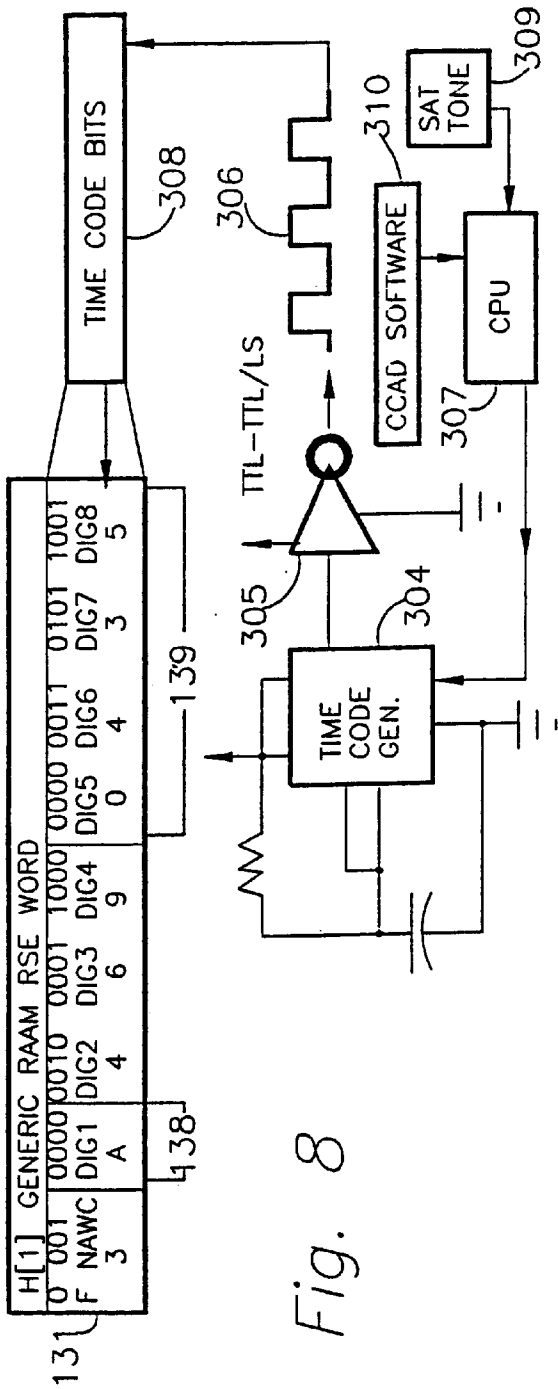 H[1] GENERIC RAAM RSE WORD
0 001 0000 0010 0001 1000 0000 0011 0101 1001
F NAWC DIG1 DIG2 DIG3 DIG4 DIG5 DIG6 DIG7 DIG8
3 A 4 6 9 0 4 3 5
131
138
139
TIME CODE BITS
308
306
TTL-TTL/LS
305
304
TIME
CODE
GEN.
310
CCAD SOFTWARE
SAT
TONE
309
CPU
307
Fig. 8